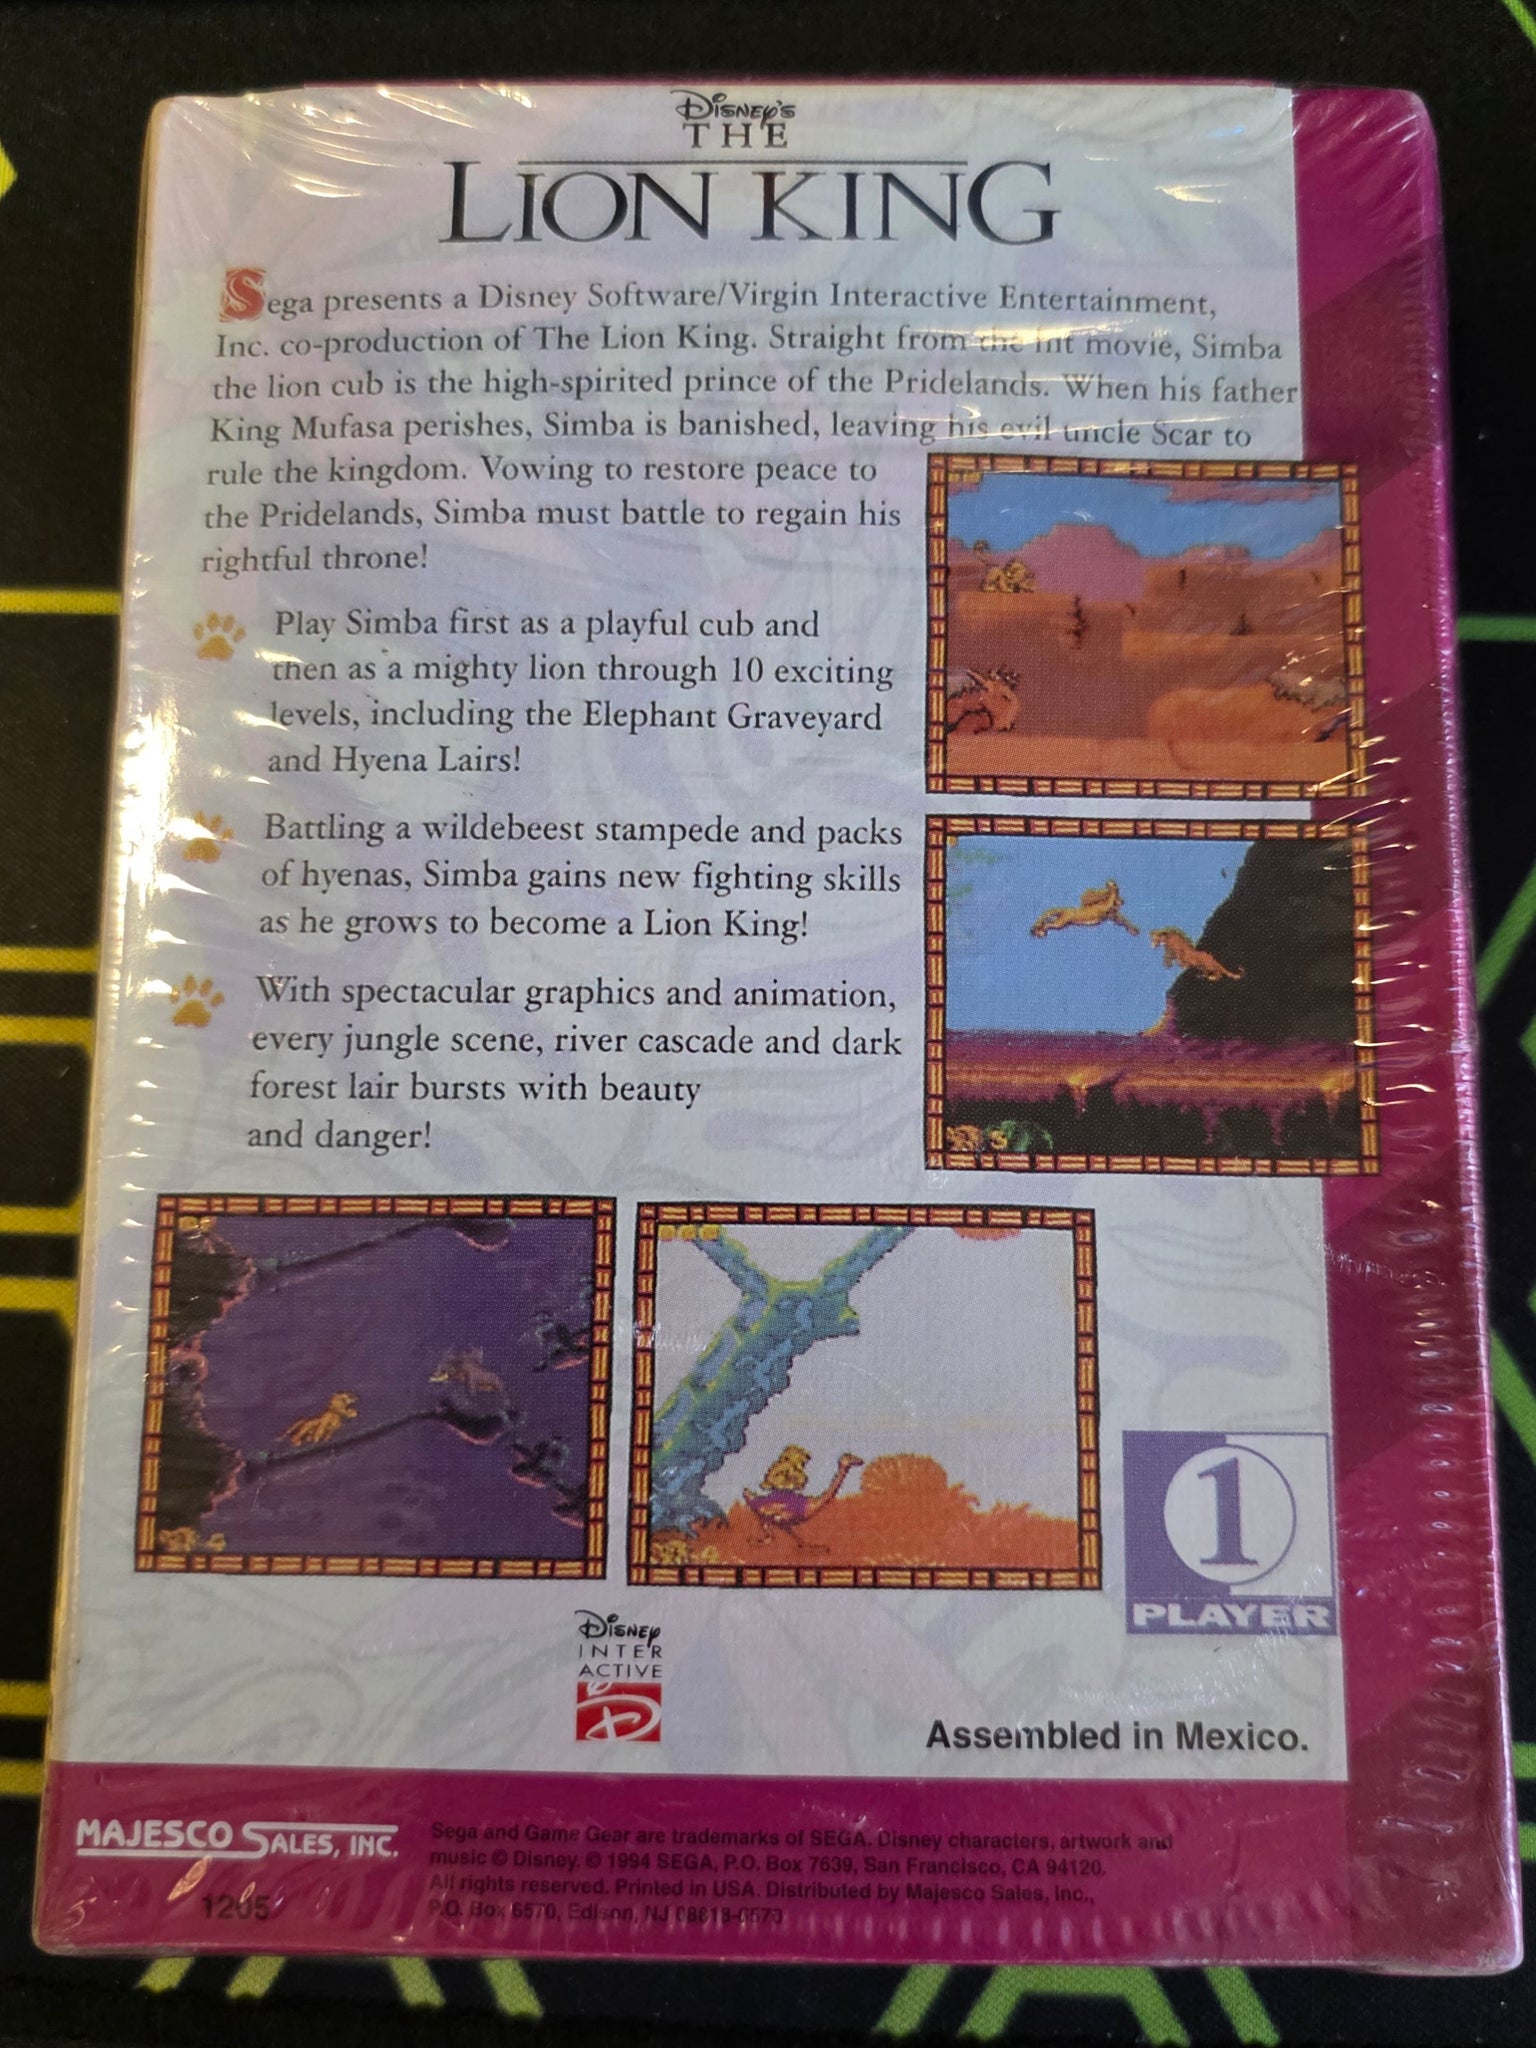 Disney's
THE
LION KING
Sega presents a Disney Software/Virgin Interactive Entertainment,
Inc. co-production of The Lion King. Straight from the hit movie, Simba
the lion cub is the high-spirited prince of the Pridelands. When his father
King Mufasa perishes, Simba is banished, leaving his evil uncle Scar to
rule the kingdom. Vowing to restore peace to
the Pridelands, Simba must battle to regain his
rightful throne!
Play Simba first as a playful cub and
then as a mighty lion through 10 exciting
levels, including the Elephant Graveyard
and Hyena Lairs!
Battling a wildebeest stampede and packs
of hyenas, Simba gains new fighting skills
as he grows to become a Lion King!
With spectacular graphics and animation,
every jungle scene, river cascade and dark
forest lair bursts with beauty
and danger!
1
PLAYER
Disney
INTER
ACTIVE
D
Assembled in Mexico.
MAJESCO SALES, INC.
1205
Sega and Game Gear are trademarks of SEGA. Disney characters, artwork and
music © Disney. © 1994 SEGA, P.O. Box 7639, San Francisco, CA 94120.
All rights reserved. Printed in USA. Distributed by Majesco Sales, Inc.,
P.O. Box 6570, Edison, NJ 08818-6570